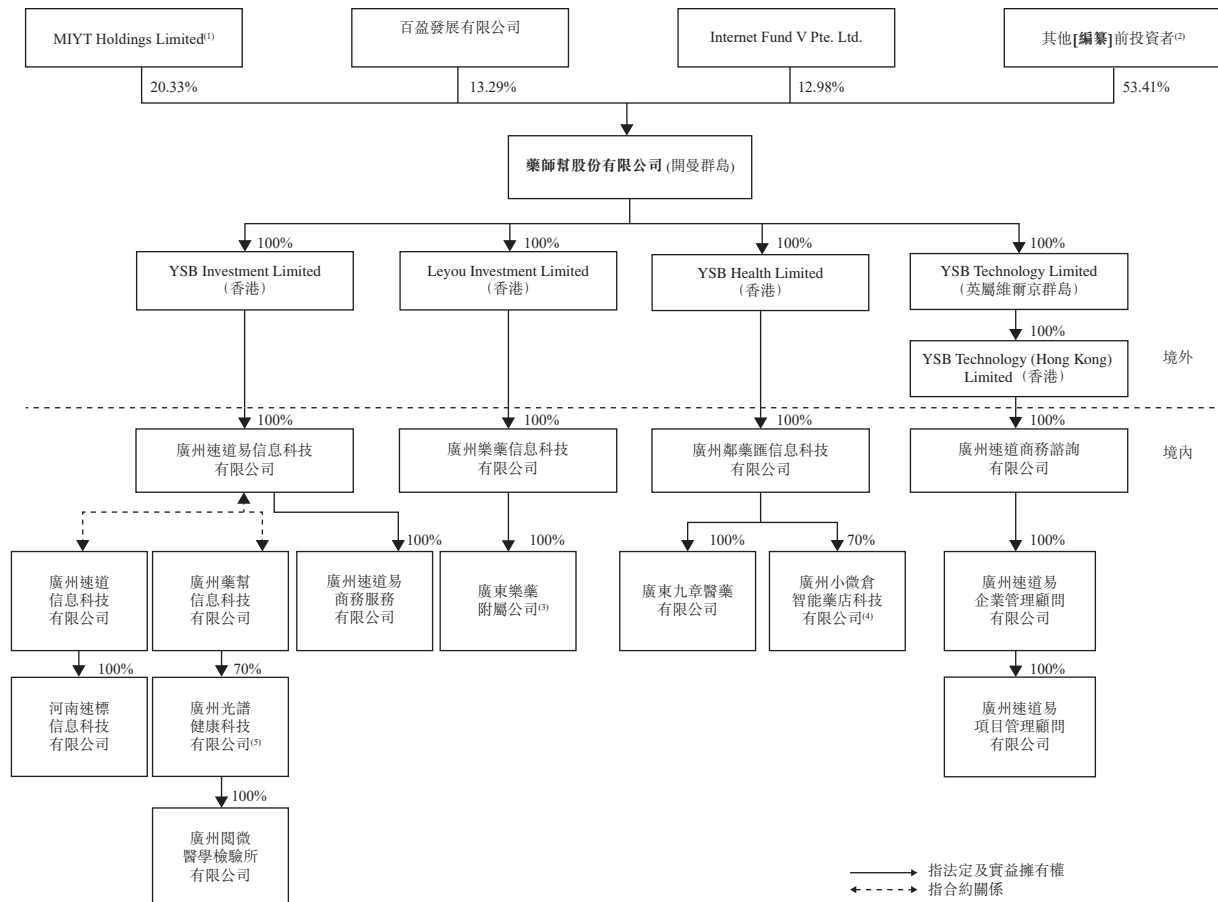 MIYT Holdings Limited(1)
百盈發展有限公司
Internet Fund V Pte. Ltd.
其他[編纂]前投資者(2)
20.33%
13.29%
12.98%
53.41%
藥師幫股份有限公司(開曼群島)
100%
100%
100%
100%
YSB Investment Limited
（香港）
Leyou Investment Limited
（香港）
YSB Health Limited
（香港）
YSB Technology Limited
（英屬維爾京群島）
100%
YSB Technology (Hong Kong)
Limited（香港）
境外
100%
100%
100%
100%
廣州速道易信息科技
有限公司
廣州樂藥信息科技
有限公司
廣州鄰藥匯信息科技
有限公司
廣州速道商務諮詢
有限公司
境內
100%
100%
100%
70%
100%
廣州速道
信息科技
有限公司
廣州藥幫
信息科技
有限公司
廣州速道易
商務服務
有限公司
廣東樂藥
附屬公司(3)
廣東九章醫藥
有限公司
廣州小微倉
智能藥店科技
有限公司(4)
廣州速道易
企業管理顧問
有限公司
100%
70%
100%
河南速標
信息科技
有限公司
廣州光譜
健康科技
有限公司(5)
廣州速道易
項目管理顧問
有限公司
100%
廣州閱微
醫學檢驗所
有限公司
指法定及實益擁有權
指合約關係